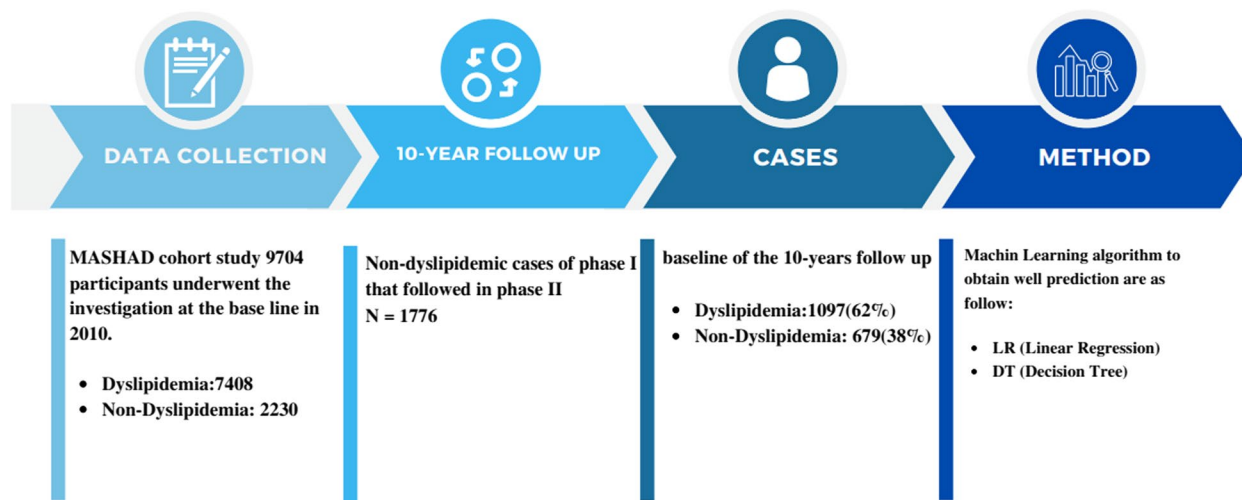 DATA COLLECTION
10-YEAR FOLLOW UP
CASES
METHOD
MASHAD cohort study 9704
participants underwent the
investigation at the base line in
2010.
• Dyslipidemia:7408
• Non-Dyslipidemia: 2230
Non-dyslipidemic cases of phase I
that followed in phase II
N = 1776
baseline of the 10-years follow up
• Dyslipidemia:1097(62%)
• Non-Dyslipidemia: 679(38%)
Machin Learning algorithm to
obtain well prediction are as
follow:
• LR (Linear Regression)
• DT (Decision Tree)